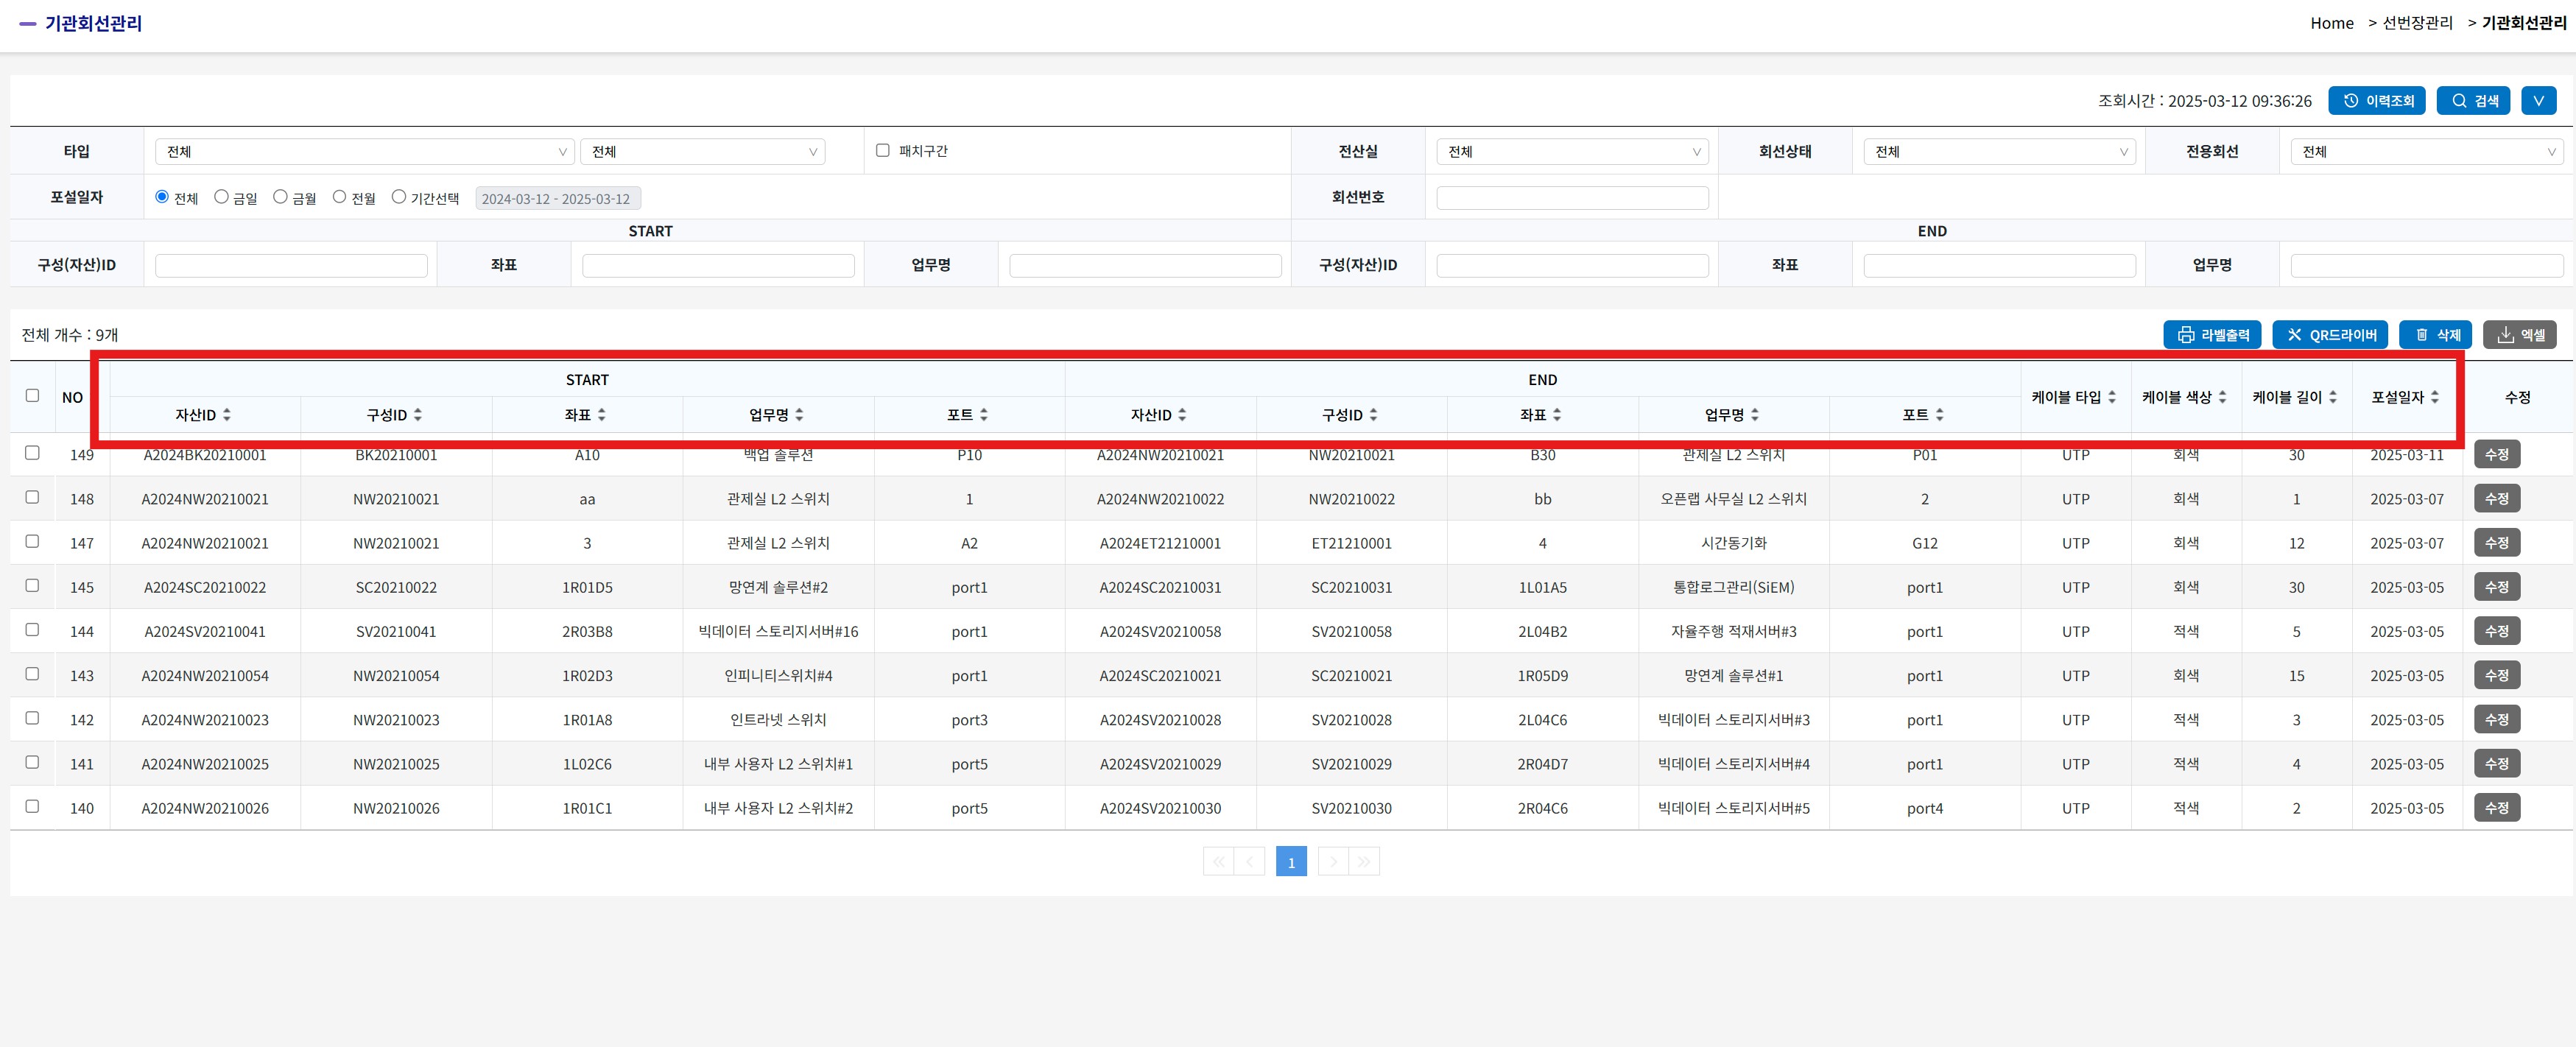 기관회선관리
Home > 선번장관리 > 기관회선관리
조회시간 : 2025-03-12 09:36:26 이력조회 검색 V
타입 전체 전체 패치구간 전산실 전체 회선상태 전체 전용회선 전체
포설일자 전체 금일 금월 전월 기간선택 2024-03-12 - 2025-03-12 회선번호
START END
구성(자산)ID 좌표 업무명 구성(자산)ID 좌표 업무명
전체 개수 : 9개 라벨출력 QR드라이버 삭제 엑셀
NO START END 케이블 타입 케이블 색상 케이블 길이 포설일자 수정
자산ID 구성ID 좌표 업무명 포트 자산ID 구성ID 좌표 업무명 포트
149 A2024BK20210001 BK20210001 A10 백업 솔루션 P10 A2024NW20210021 NW20210021 B30 관제실 L2 스위치 P01 UTP 회색 30 2025-03-11 수정
148 A2024NW20210021 NW20210021 aa 관제실 L2 스위치 1 A2024NW20210022 NW20210022 bb 오픈랩 사무실 L2 스위치 2 UTP 회색 1 2025-03-07 수정
147 A2024NW20210021 NW20210021 3 관제실 L2 스위치 A2 A2024ET21210001 ET21210001 4 시간동기화 G12 UTP 회색 12 2025-03-07 수정
145 A2024SC20210022 SC20210022 1R01D5 망연계 솔루션#2 port1 A2024SC20210031 SC20210031 1L01A5 통합로그관리(SiEM) port1 UTP 회색 30 2025-03-05 수정
144 A2024SV20210041 SV20210041 2R03B8 빅데이터 스토리지서버#16 port1 A2024SV20210058 SV20210058 2L04B2 자율주행 적재서버#3 port1 UTP 적색 5 2025-03-05 수정
143 A2024NW20210054 NW20210054 1R02D3 인피니티스위치#4 port1 A2024SC20210021 SC20210021 1R05D9 망연계 솔루션#1 port1 UTP 회색 15 2025-03-05 수정
142 A2024NW20210023 NW20210023 1R01A8 인트라넷 스위치 port3 A2024SV20210028 SV20210028 2L04C6 빅데이터 스토리지서버#3 port1 UTP 적색 3 2025-03-05 수정
141 A2024NW20210025 NW20210025 1L02C6 내부 사용자 L2 스위치#1 port5 A2024SV20210029 SV20210029 2R04D7 빅데이터 스토리지서버#4 port1 UTP 적색 4 2025-03-05 수정
140 A2024NW20210026 NW20210026 1R01C1 내부 사용자 L2 스위치#2 port5 A2024SV20210030 SV20210030 2R04C6 빅데이터 스토리지서버#5 port4 UTP 적색 2 2025-03-05 수정
1